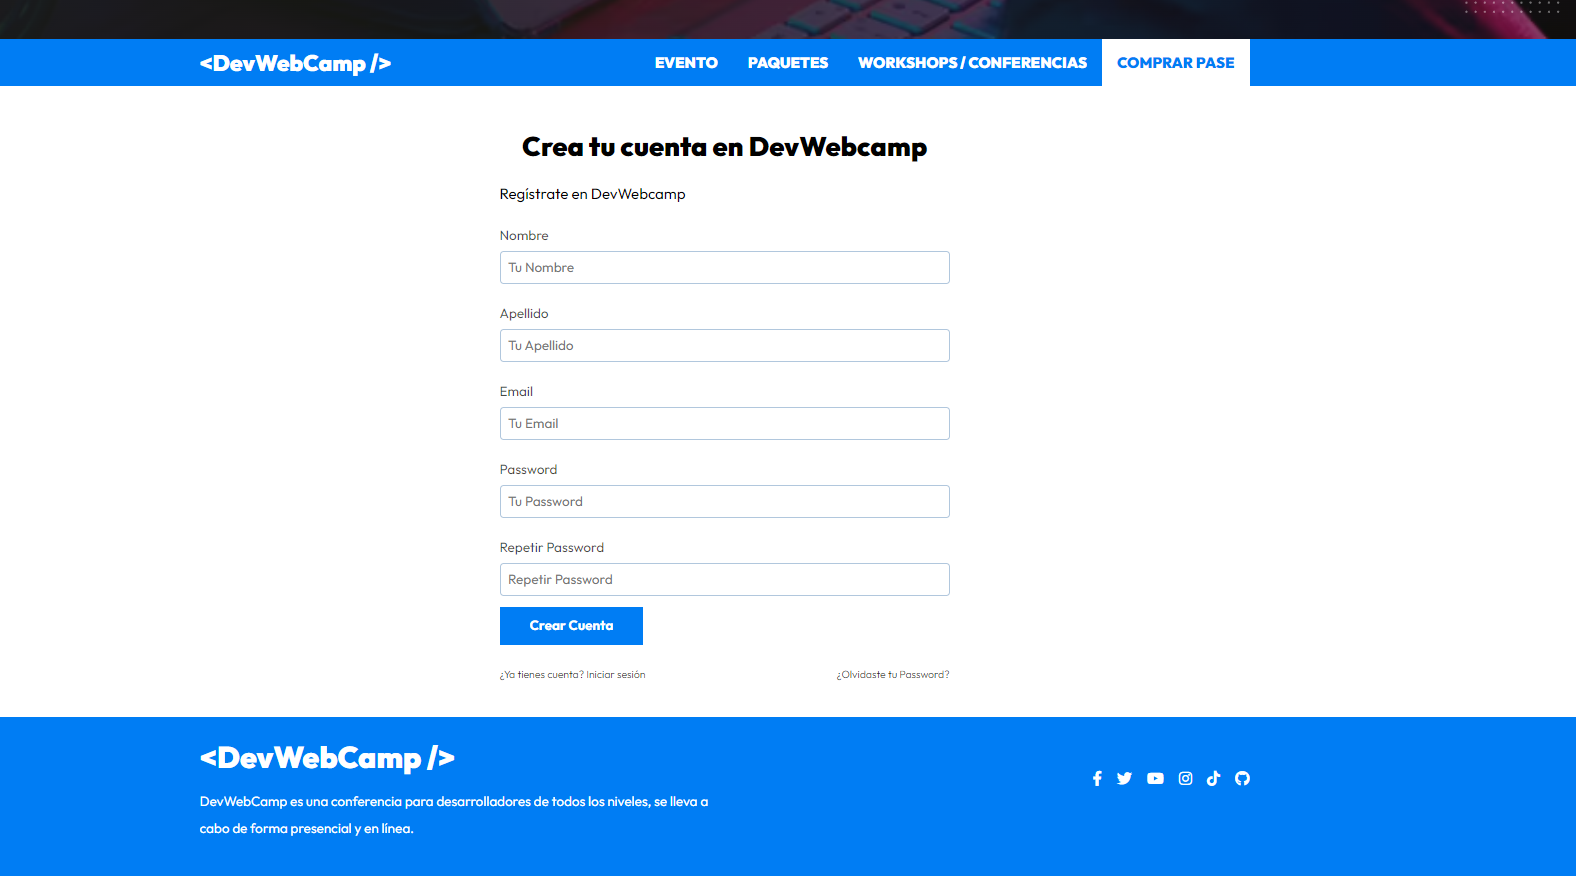 <DevWebCamp />
EVENTO PAQUETES WORKSHOPS / CONFERENCIAS COMPRAR PASE
Crea tu cuenta en DevWebcamp
Regístrate en DevWebcamp
Nombre
Tu Nombre
Apellido
Tu Apellido
Email
Tu Email
Password
Tu Password
Repetir Password
Repetir Password
Crear Cuenta
¿Ya tienes cuenta? Iniciar sesión ¿Olvidaste tu Password?
<DevWebCamp />
DevWebCamp es una conferencia para desarrolladores de todos los niveles, se lleva a
cabo de forma presencial y en línea.